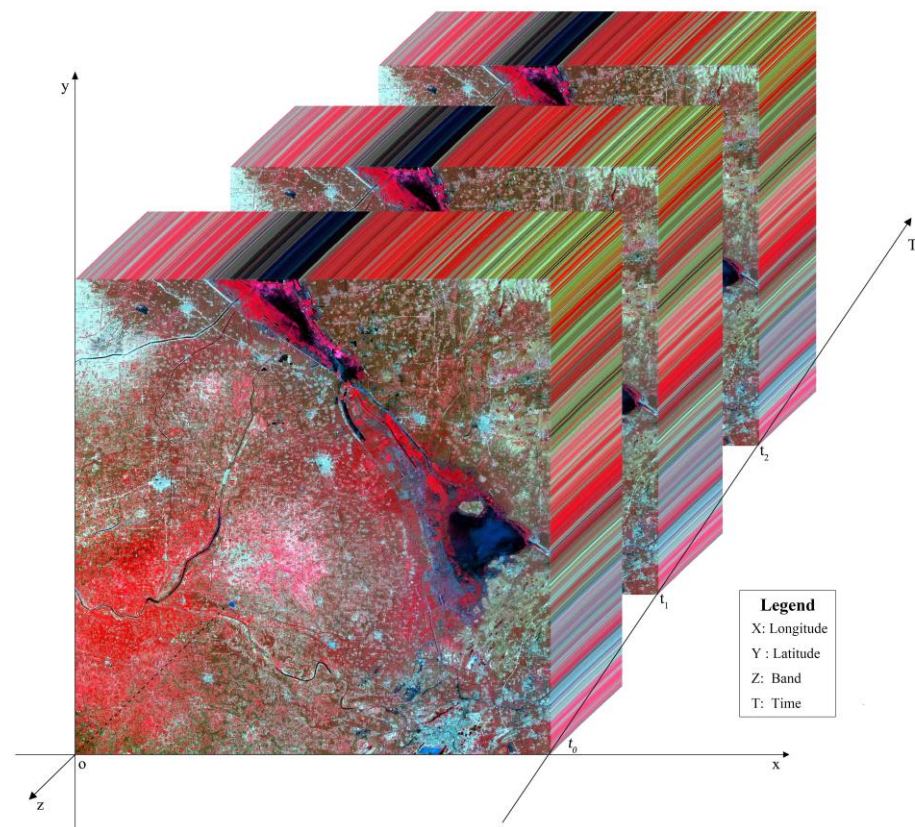 y
T
t₂
t₁
Legend
X: Longitude
Y : Latitude
Z: Band
T: Time
t₀
o
x
z